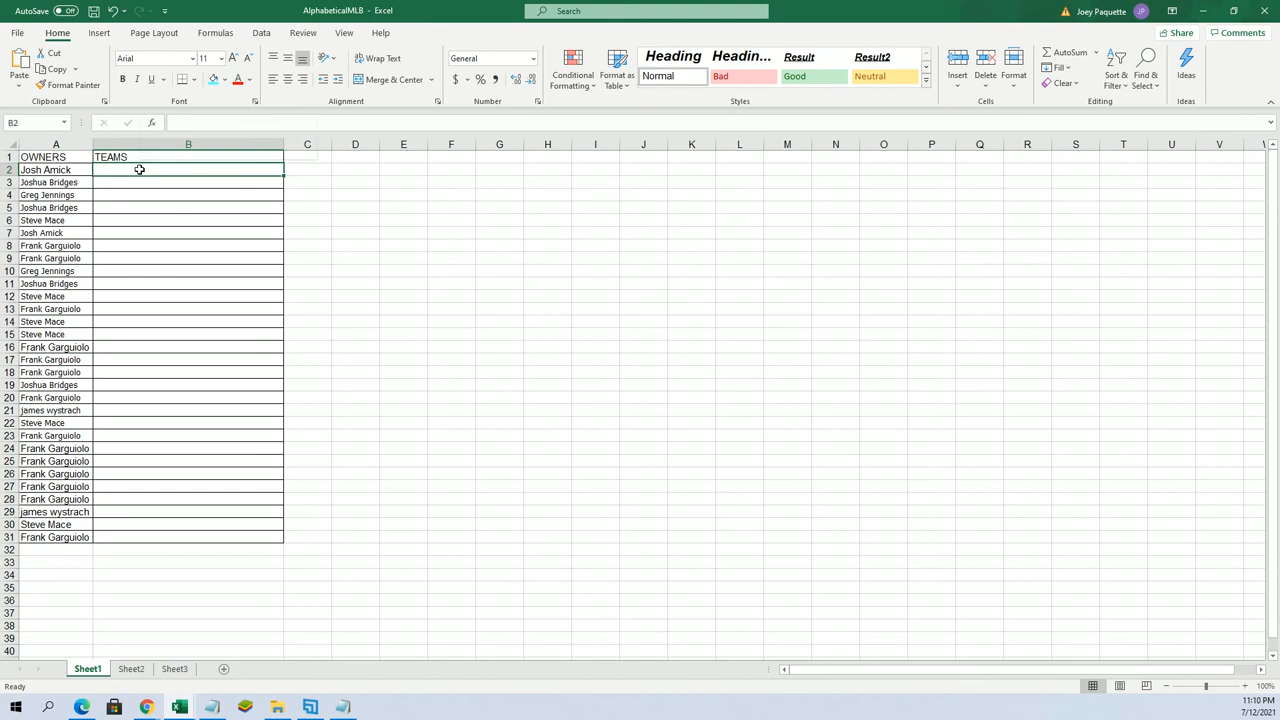 AutoSave Off AlphabeticalMLB - Excel Search Joey Paquette JP
File Home Insert Page Layout Formulas Data Review View Help Share Comments
Paste Cut Copy Format Painter Clipboard
Arial 11 Font
Wrap Text Merge & Center Alignment
General Number
Conditional Formatting Format as Table Heading Headin... Result Result2 Normal Bad Good Neutral Styles
Insert Delete Format Cells
AutoSum Fill Clear Sort & Filter Find & Select Editing
Ideas Ideas
B2 fx
A B C D E F G H I J K L M N O P Q R S T U V
1 OWNERS TEAMS
2 Josh Amick
3 Joshua Bridges
4 Greg Jennings
5 Joshua Bridges
6 Steve Mace
7 Josh Amick
8 Frank Garguiolo
9 Frank Garguiolo
10 Greg Jennings
11 Joshua Bridges
12 Steve Mace
13 Frank Garguiolo
14 Steve Mace
15 Steve Mace
16 Frank Garguiolo
17 Frank Garguiolo
18 Frank Garguiolo
19 Joshua Bridges
20 Frank Garguiolo
21 james wystrach
22 Steve Mace
23 Frank Garguiolo
24 Frank Garguiolo
25 Frank Garguiolo
26 Frank Garguiolo
27 Frank Garguiolo
28 Frank Garguiolo
29 james wystrach
30 Steve Mace
31 Frank Garguiolo
32
33
34
35
36
37
38
39
40
Sheet1 Sheet2 Sheet3
Ready 100%
11:10 PM
7/12/2021